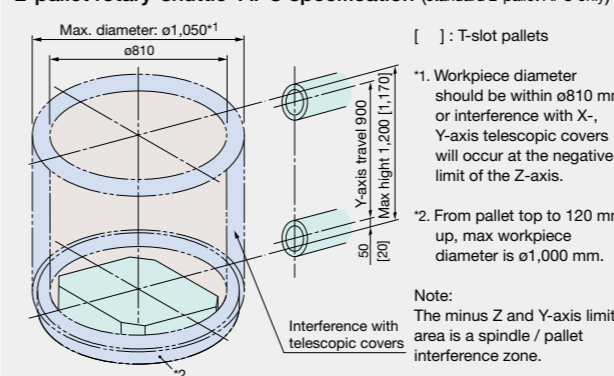 2-pallet rotary-shuttle APC specification (standard 2-pallet APC only)
Max. diameter: ø1,050*1
ø810
Y-axis travel 900
Max hight 1,200 [1,170]
50
[20]
Interference with
telescopic covers
*2
[ ] : T-slot pallets
*1. Workpiece diameter
should be within ø810 mm
or interference with X-,
Y-axis telescopic covers
will occur at the negative
limit of the Z-axis.
*2. From pallet top to 120 mm
up, max workpiece
diameter is ø1,000 mm.
Note:
The minus Z and Y-axis limit
area is a spindle / pallet
interference zone.